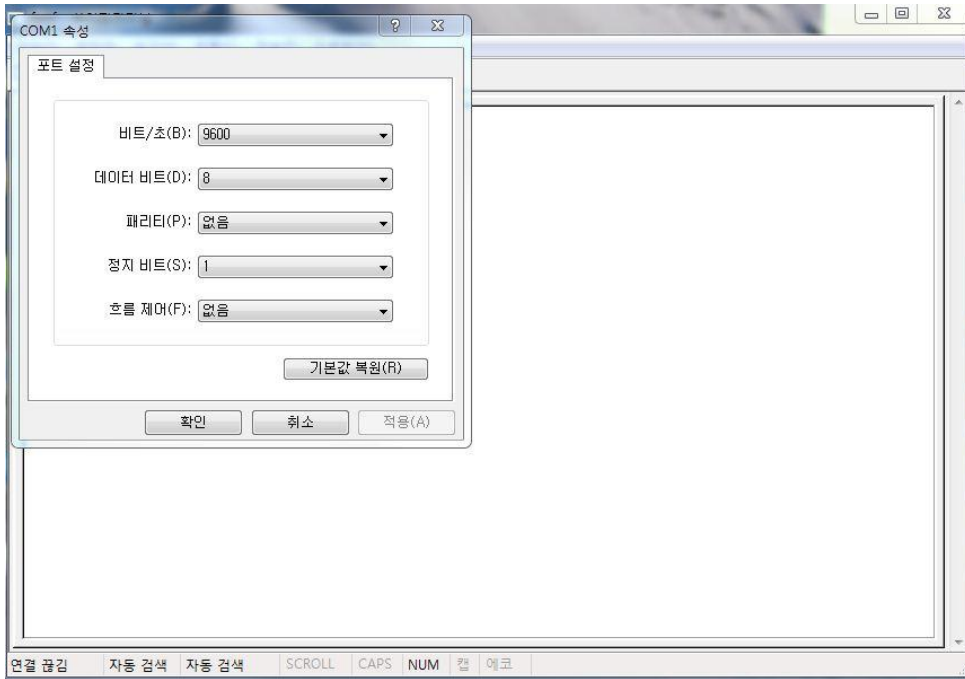 COM1 속성
포트 설정
비트/초(B): 9600
데이터 비트(D): 8
패리티(P): 없음
정지 비트(S): 1
흐름 제어(F): 없음
기본값 복원(R)
확인 취소 적용(A)
연결 끊김 자동 검색 자동 검색 SCROLL CAPS NUM 캡 에코